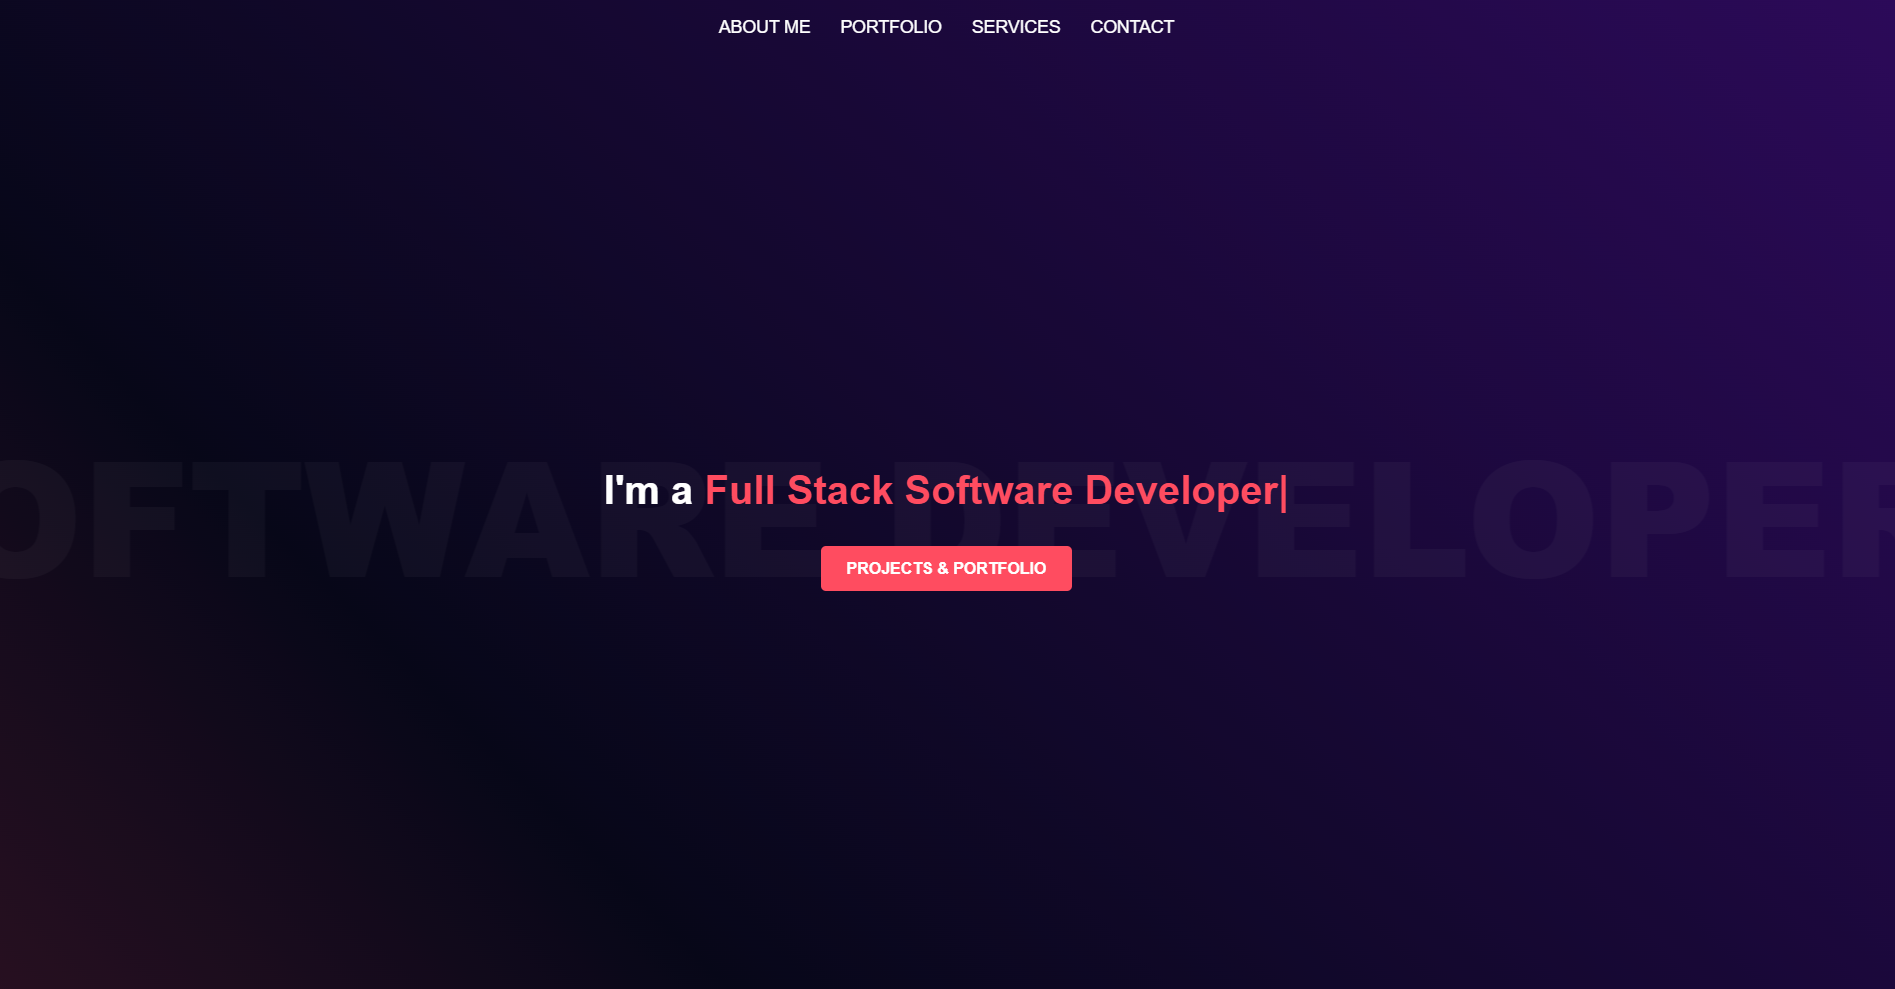 ABOUT ME PORTFOLIO SERVICES CONTACT
OFTWARE DEVELOPER
I'm a Full Stack Software Developer|
PROJECTS & PORTFOLIO